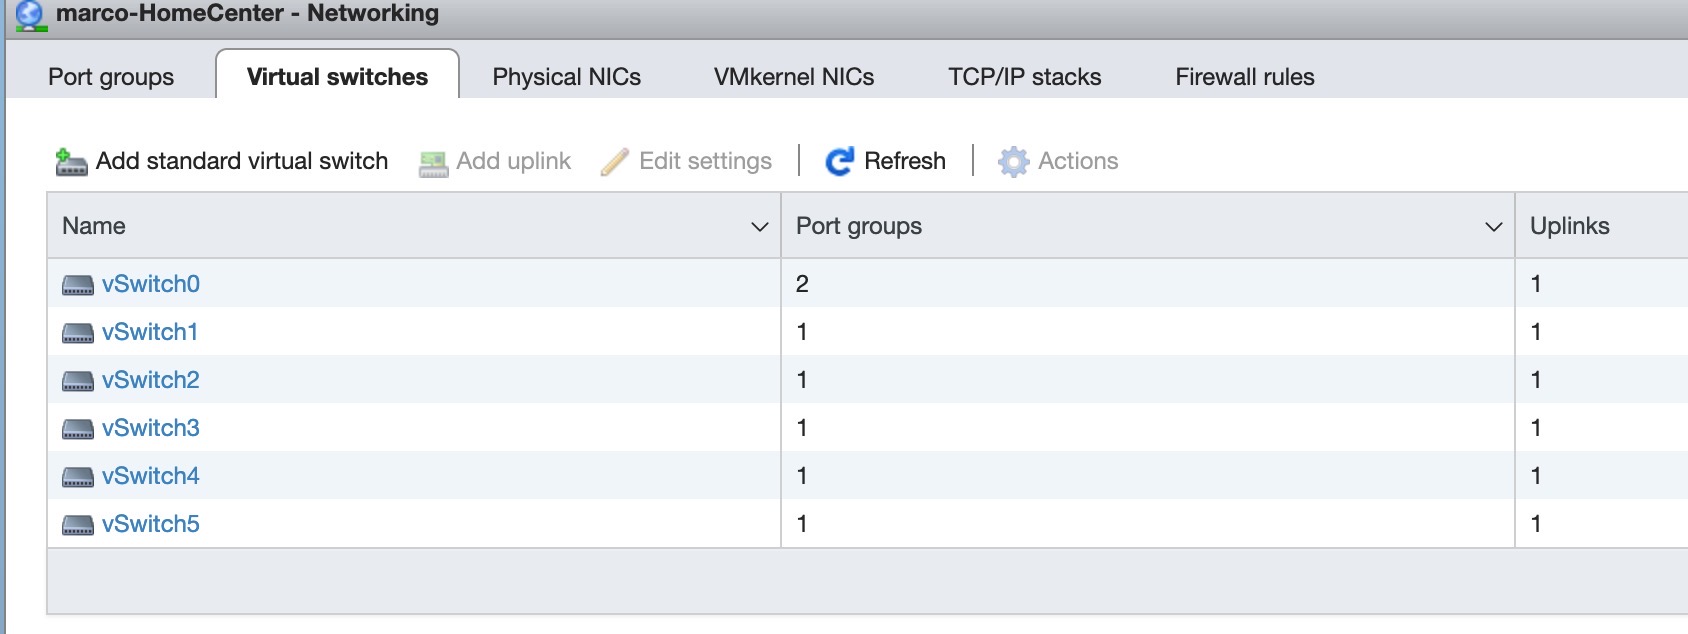 marco-HomeCenter - Networking
Port groups Virtual switches Physical NICs VMkernel NICs TCP/IP stacks Firewall rules
Add standard virtual switch Add uplink Edit settings Refresh Actions
Name Port groups Uplinks
vSwitch0 2 1
vSwitch1 1 1
vSwitch2 1 1
vSwitch3 1 1
vSwitch4 1 1
vSwitch5 1 1